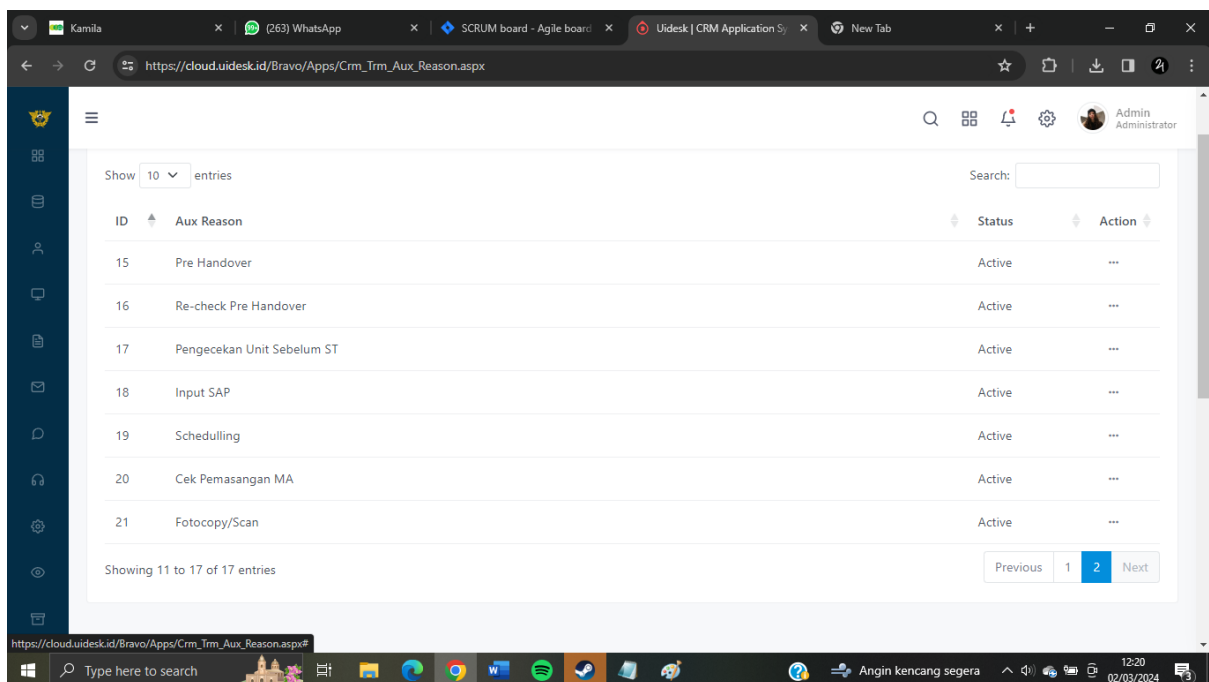 Kamila
(263) WhatsApp
SCRUM board - Agile board
Uidesk | CRM Application Sy
New Tab
https://cloud.uidesk.id/Bravo/Apps/Crm_Trm_Aux_Reason.aspx
Admin
Administrator
Show 10 entries
Search:
ID Aux Reason Status Action
15 Pre Handover Active ...
16 Re-check Pre Handover Active ...
17 Pengecekan Unit Sebelum ST Active ...
18 Input SAP Active ...
19 Schedulling Active ...
20 Cek Pemasangan MA Active ...
21 Fotocopy/Scan Active ...
Showing 11 to 17 of 17 entries
Previous 1 2 Next
https://cloud.uidesk.id/Bravo/Apps/Crm_Trm_Aux_Reason.aspx#
Type here to search
Angin kencang segera
12:20
02/03/2024